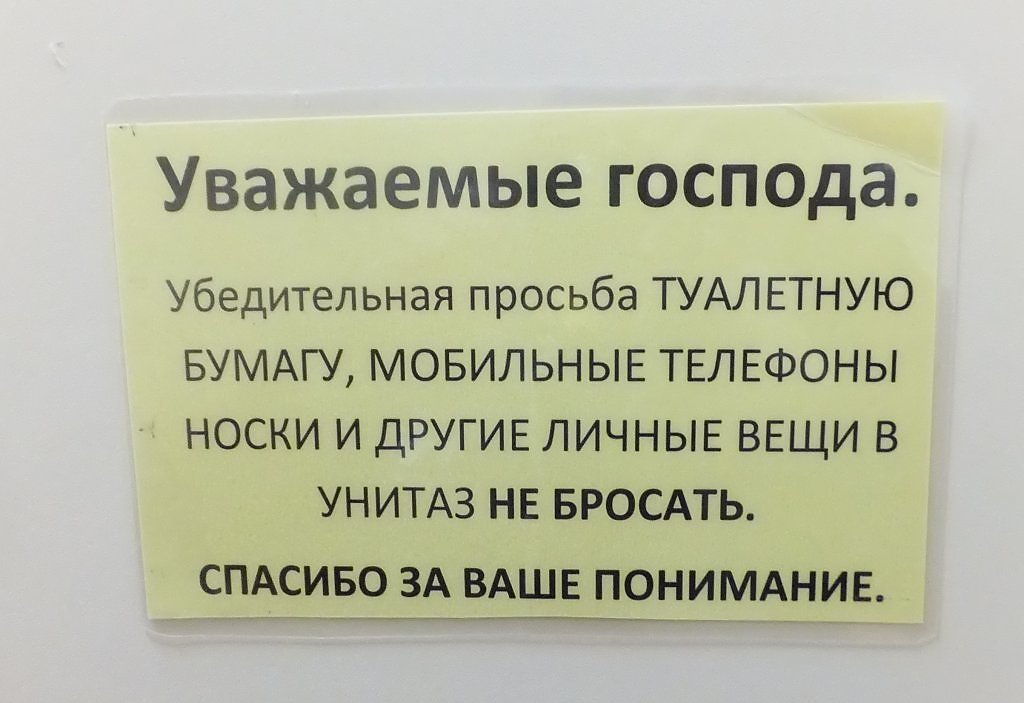 Уважаемые господа.
Убедительная просьба ТУАЛЕТНУЮ
БУМАГУ, МОБИЛЬНЫЕ ТЕЛЕФОНЫ
НОСКИ И ДРУГИЕ ЛИЧНЫЕ ВЕЩИ В
УНИТАЗ НЕ БРОСАТЬ.
СПАСИБО ЗА ВАШЕ ПОНИМАНИЕ.